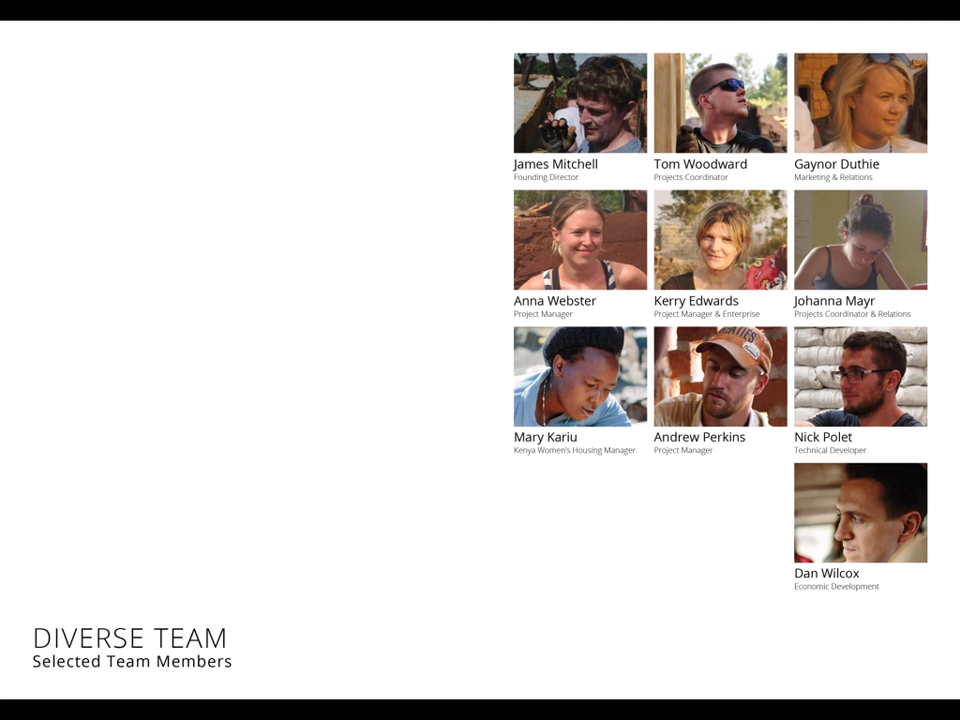 James Mitchell
Founding Director
Tom Woodward
Projects Coordinator
Gaynor Duthie
Marketing & Relations
Anna Webster
Project Manager
Kerry Edwards
Project Manager & Enterprise
Johanna Mayr
Projects Coordinator & Relations
Mary Kariu
Kenya Women's Housing Manager
Andrew Perkins
Project Manager
Nick Polet
Technical Developer
Dan Wilcox
Economic Development
DIVERSE TEAM
Selected Team Members